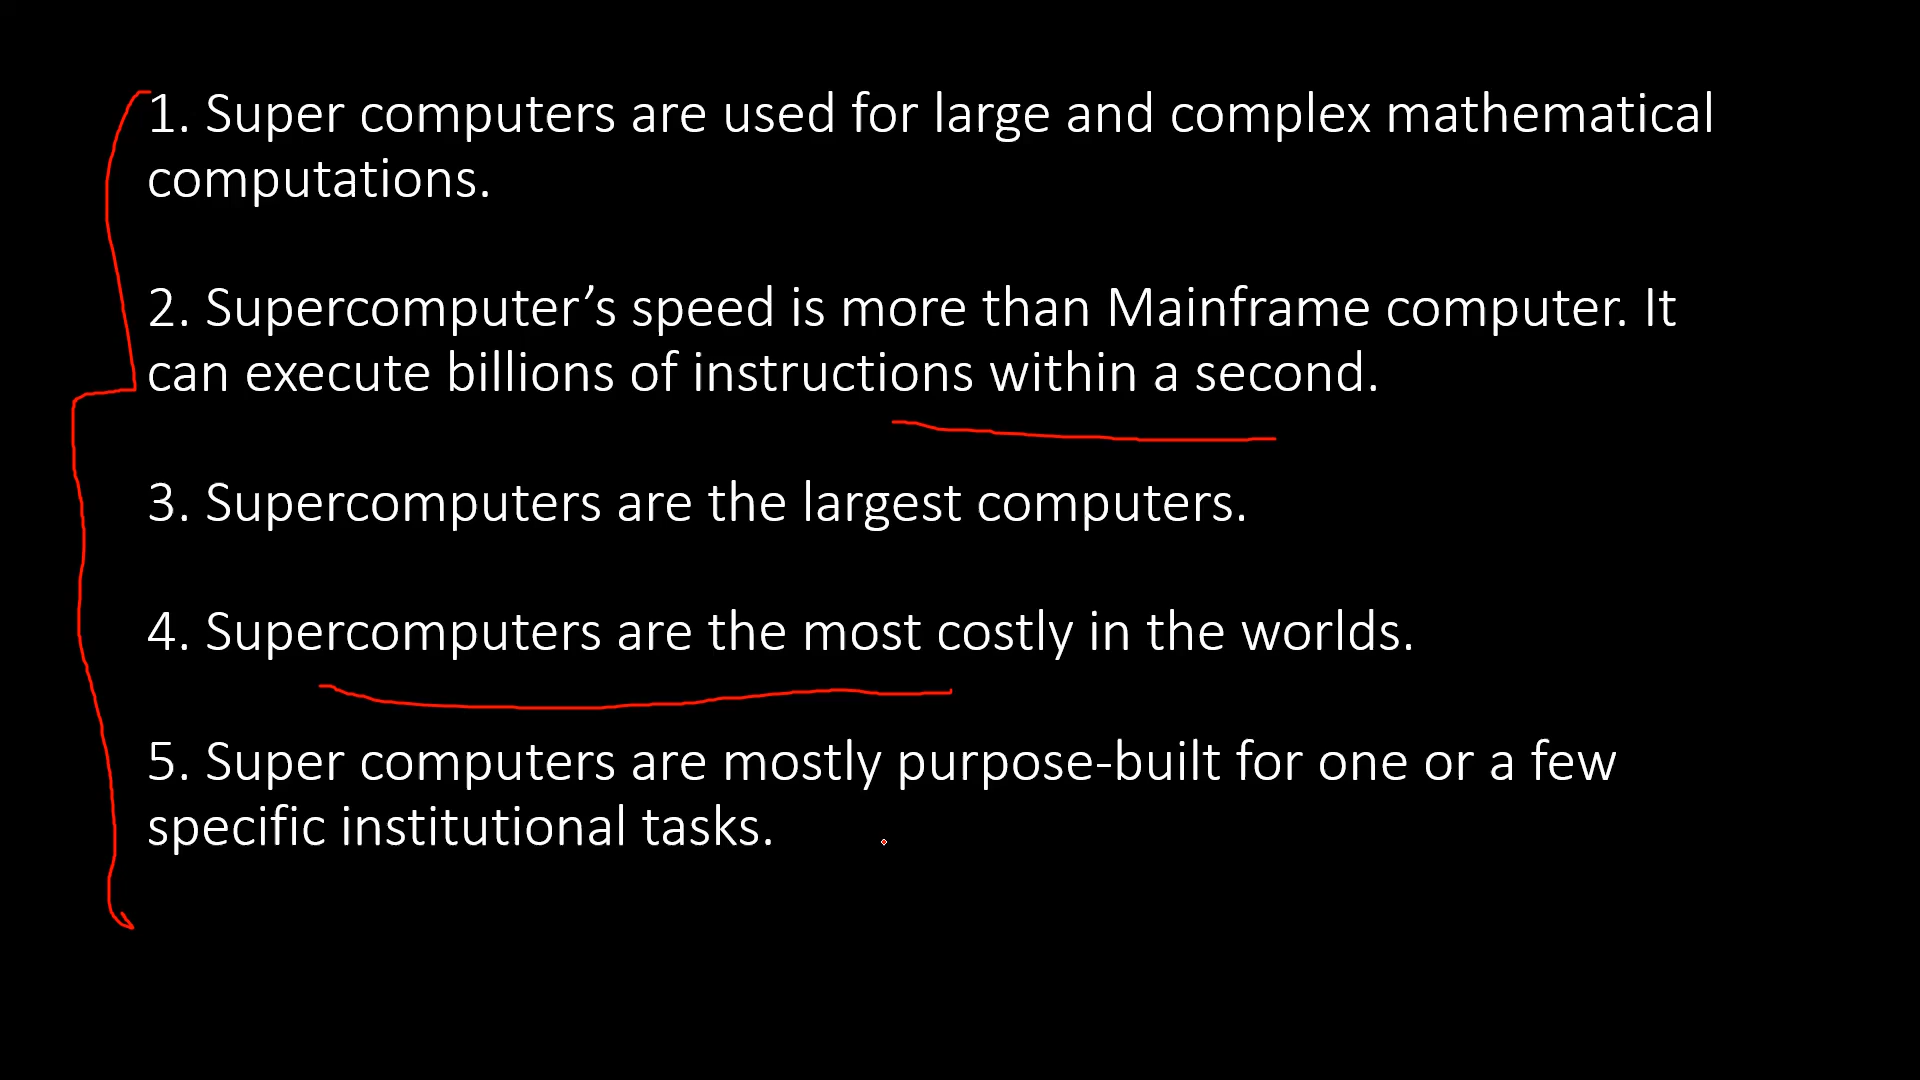 1. Super computers are used for large and complex mathematical
computations.
2. Supercomputer’s speed is more than Mainframe computer. It
can execute billions of instructions within a second.
3. Supercomputers are the largest computers.
4. Supercomputers are the most costly in the worlds.
5. Super computers are mostly purpose-built for one or a few
specific institutional tasks.